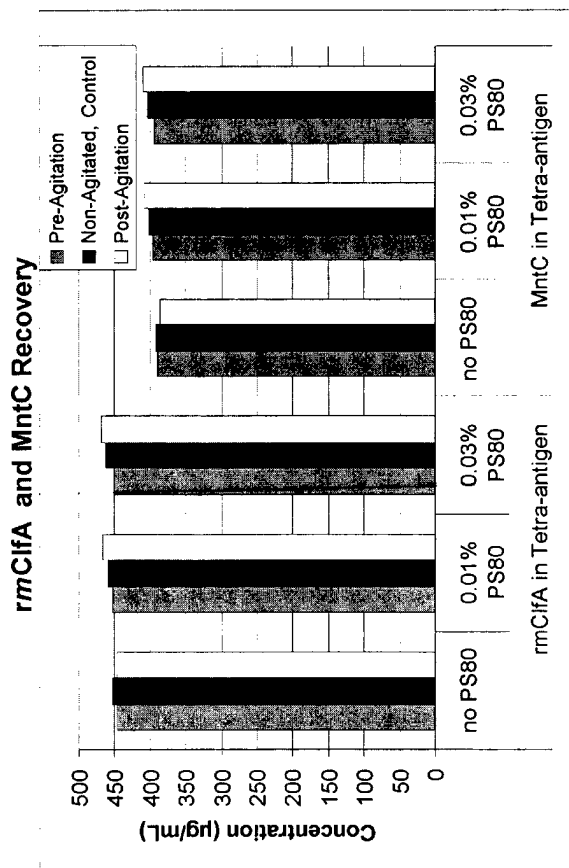 rmClfA and MntC Recovery
Pre-Agitation
Non-Agitated, Control
Post-Agitation
Concentration (µg/mL)
500
450
400
350
300
250
200
150
100
50
0
no PS80
0.01%
PS80
0.03%
PS80
no PS80
0.01%
PS80
0.03%
PS80
rmClfA in Tetra-antigen
MntC in Tetra-antigen